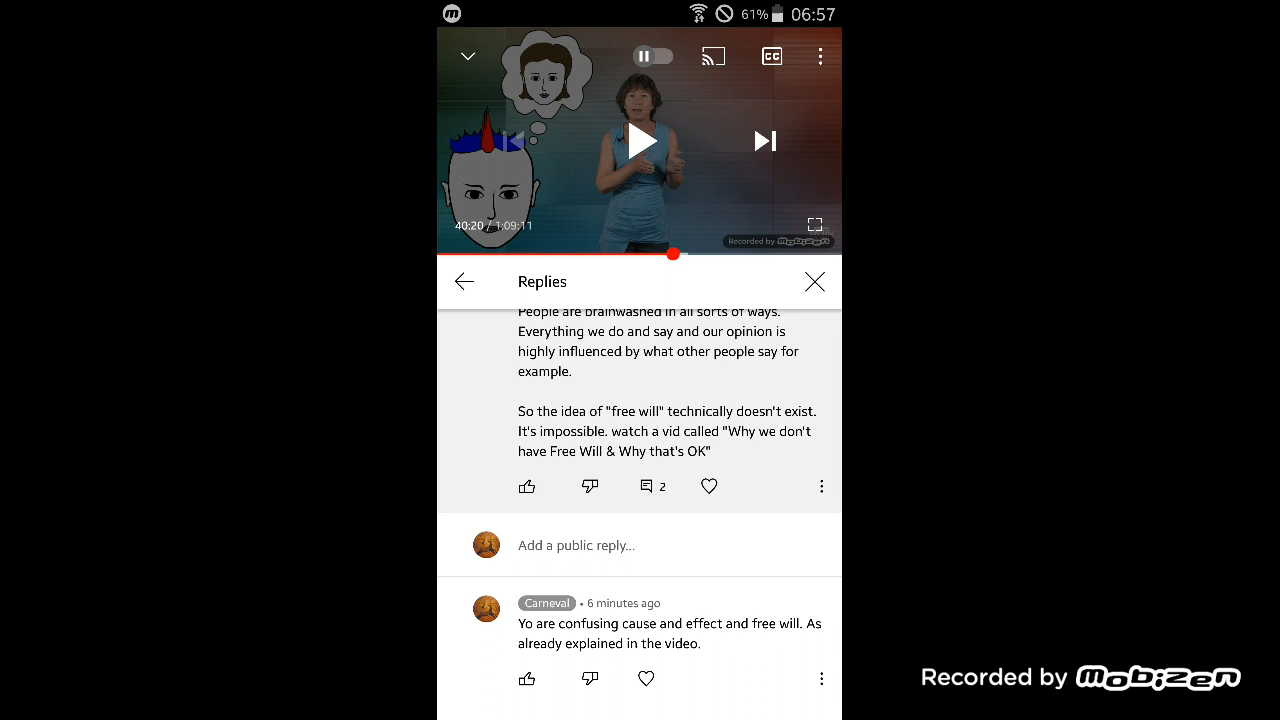 61% 06:57
CC
40:20 / 1:09:11
Recorded by MOBIZEN
Replies
People are brainwashed in all sorts of ways.
Everything we do and say and our opinion is
highly influenced by what other people say for
example.
So the idea of "free will" technically doesn't exist.
It's impossible. watch a vid called "Why we don't
have Free Will & Why that's OK"
2
Add a public reply...
Carneval • 6 minutes ago
Yo are confusing cause and effect and free will. As
already explained in the video.
Recorded by MOBIZEN